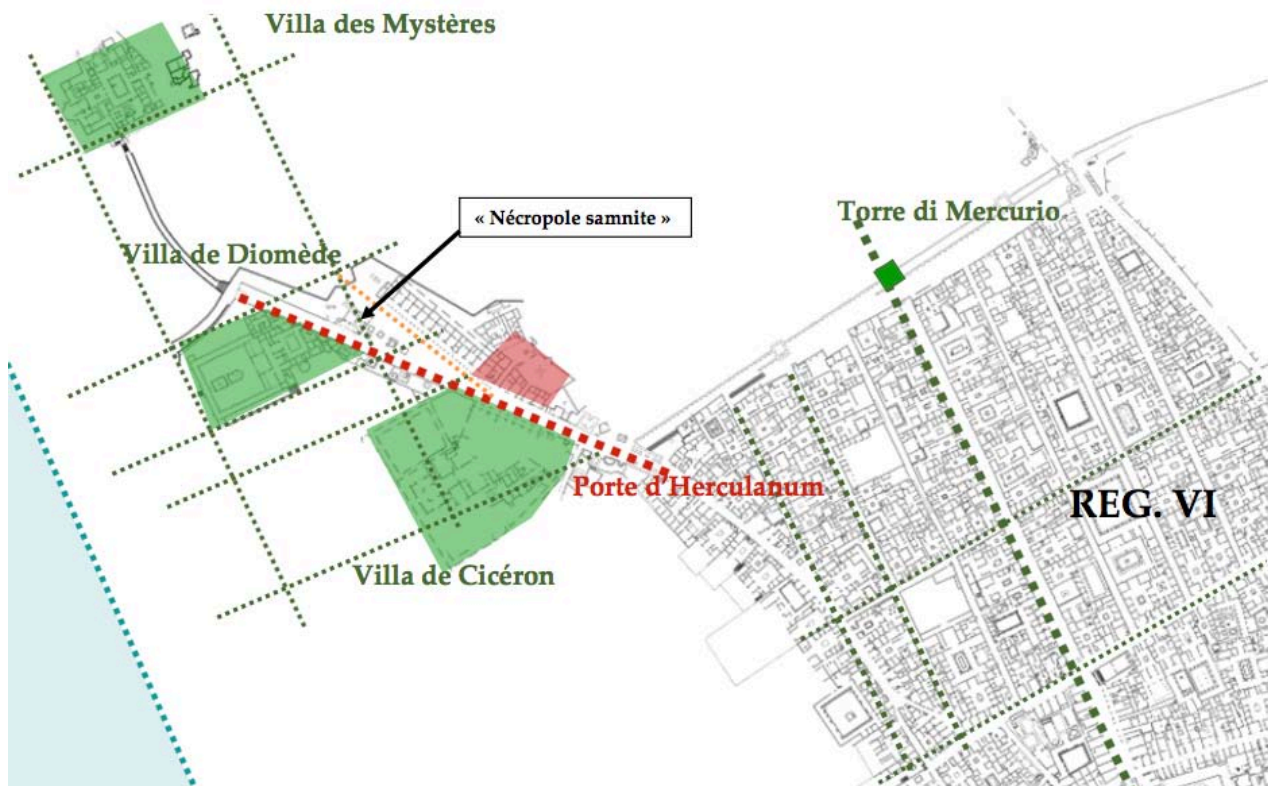 Villa des Mystères
« Nécropole samnite »
Torre di Mercurio
Villa de Diomède
Porte d'Herculanum
REG. VI
Villa de Cicéron